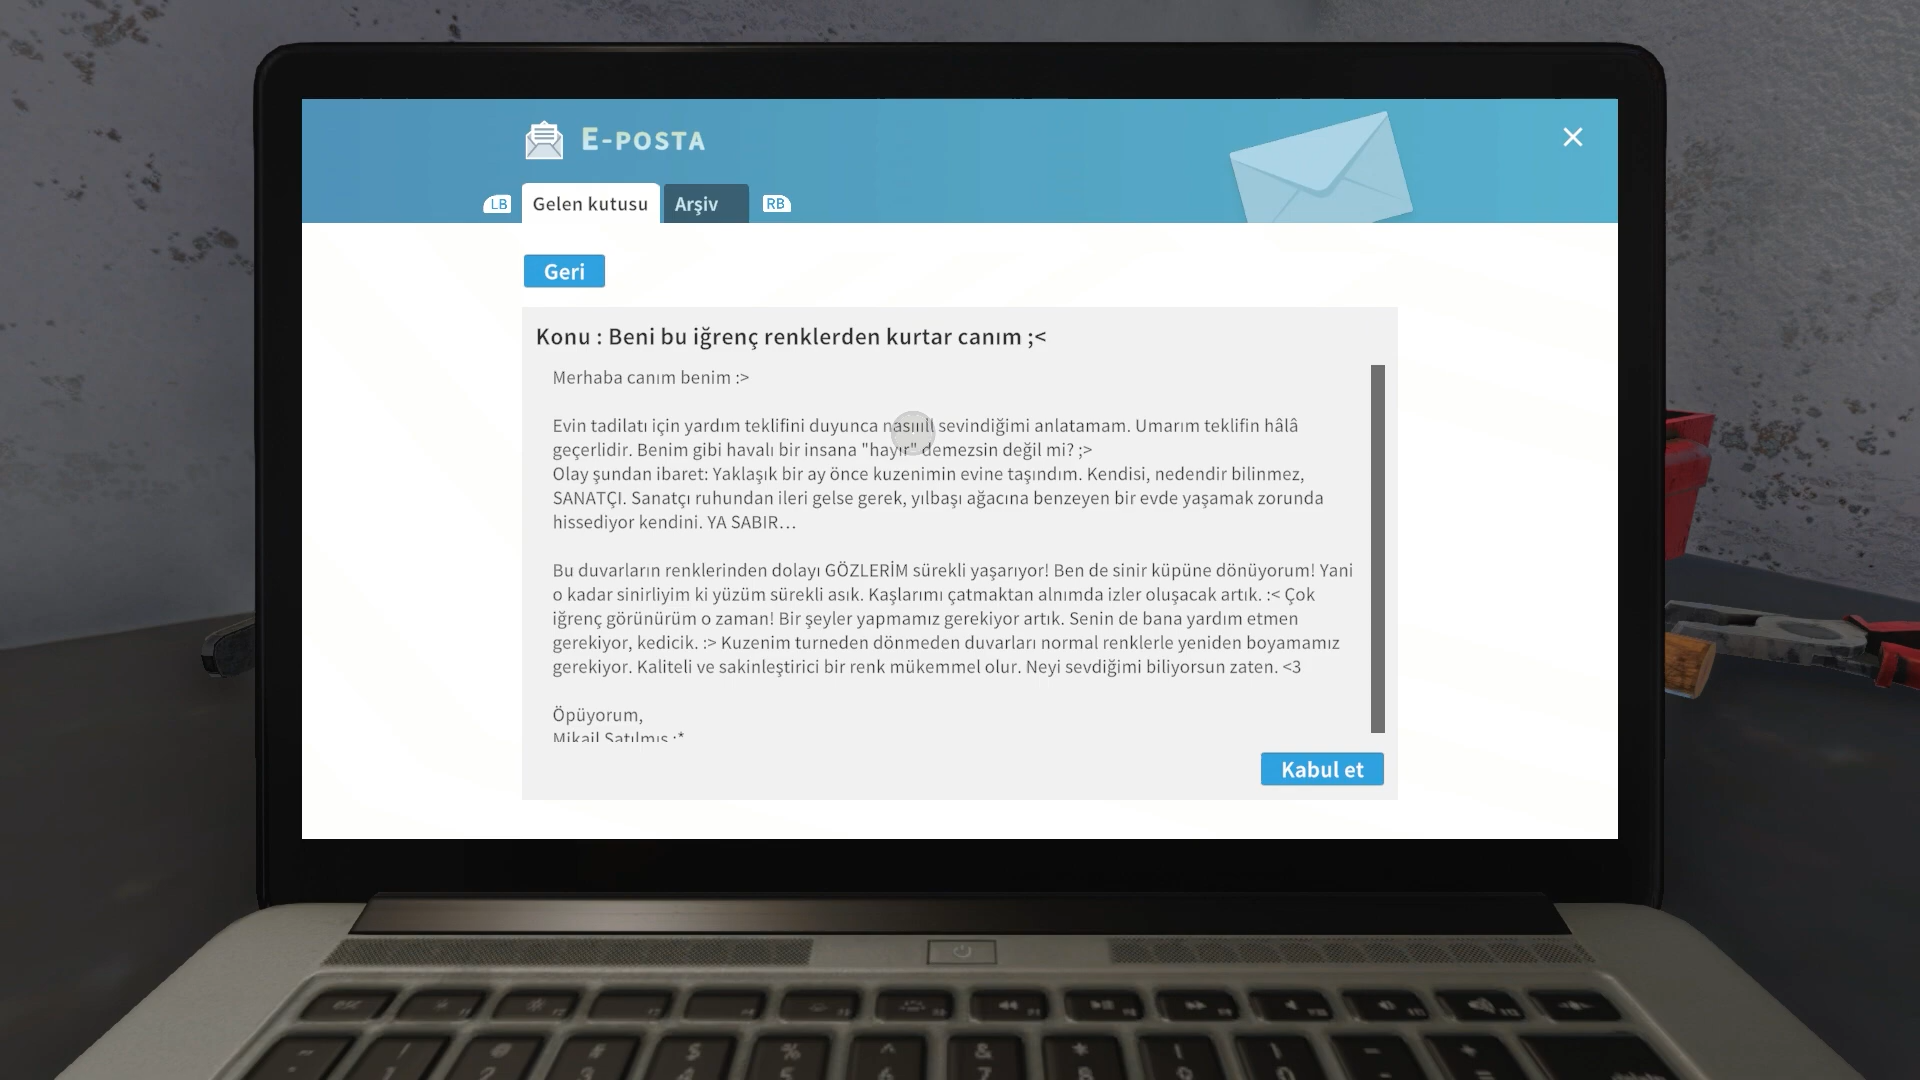 E-POSTA
LB Gelen kutusu Arşiv RB
Geri
Konu : Beni bu iğrenç renklerden kurtar canım ;<
Merhaba canım benim :>
Evin tadilatı için yardım teklifini duyunca nasıııll sevindiğimi anlatamam. Umarım teklifin hâlâ
geçerlidir. Benim gibi havalı bir insana "hayır" demezsin değil mi? ;>
Olay şundan ibaret: Yaklaşık bir ay önce kuzenimin evine taşındım. Kendisi, nedendir bilinmez,
SANATÇI. Sanatçı ruhundan ileri gelse gerek, yılbaşı ağacına benzeyen bir evde yaşamak zorunda
hissediyor kendini. YA SABIR...
Bu duvarların renklerinden dolayı GÖZLERİM sürekli yaşarıyor! Ben de sinir küpüne dönüyorum! Yani
o kadar sinirliyim ki yüzüm sürekli asık. Kaşlarımı çatmaktan alnımda izler oluşacak artık. :< Çok
iğrenç görünürüm o zaman! Bir şeyler yapmamız gerekiyor artık. Senin de bana yardım etmen
gerekiyor, kedicik. :> Kuzenim turneden dönmeden duvarları normal renklerle yeniden boyamamız
gerekiyor. Kaliteli ve sakinleştirici bir renk mükemmel olur. Neyi sevdiğimi biliyorsun zaten. <3
Öpüyorum,
Mikail Satılmış :*
Kabul et
esc